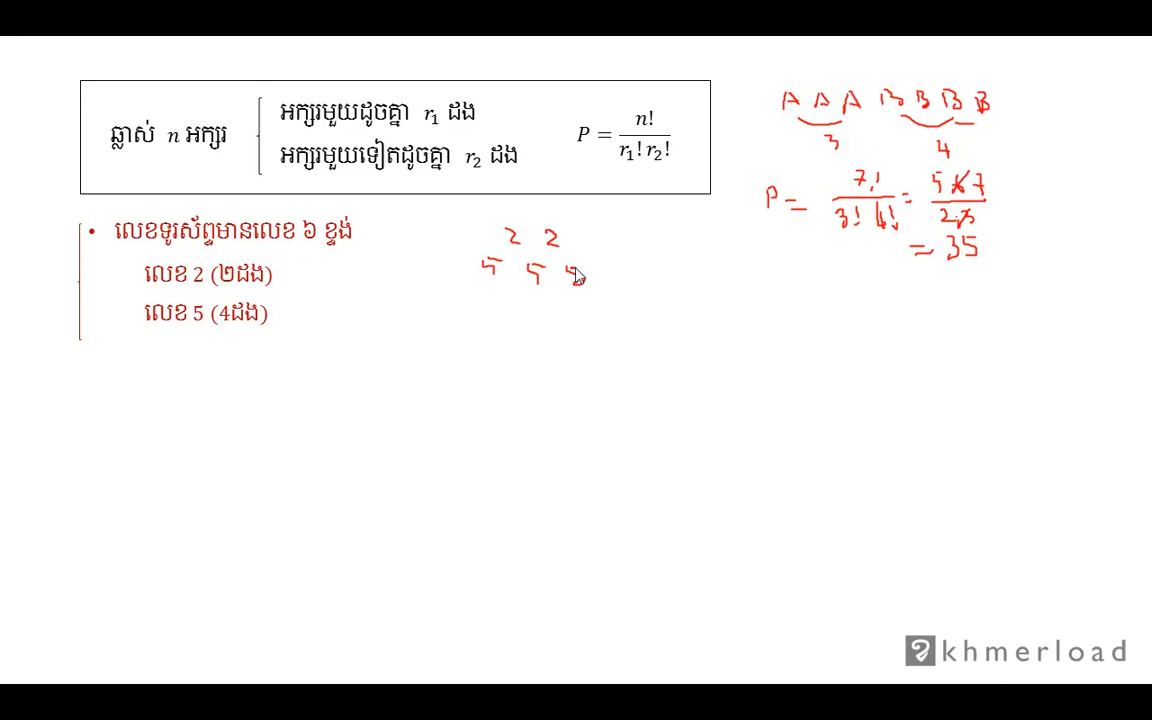 ឆ្លាស់ n អក្សរ
អក្សរមួយដូចគ្នា r₁ ដង
អក្សរមួយទៀតដូចគ្នា r₂ ដង
P = n! / r₁! r₂!
A A A B B B B
3 4
P = 7! / 3! 4! = 5 x 6 x 7 / 2.3
= 35
• លេខទូរស័ព្ទមានលេខ ៦ ខ្ទង់
លេខ 2 (២ដង)
លេខ 5 (4ដង)
2 2
5 5 5
khmerload